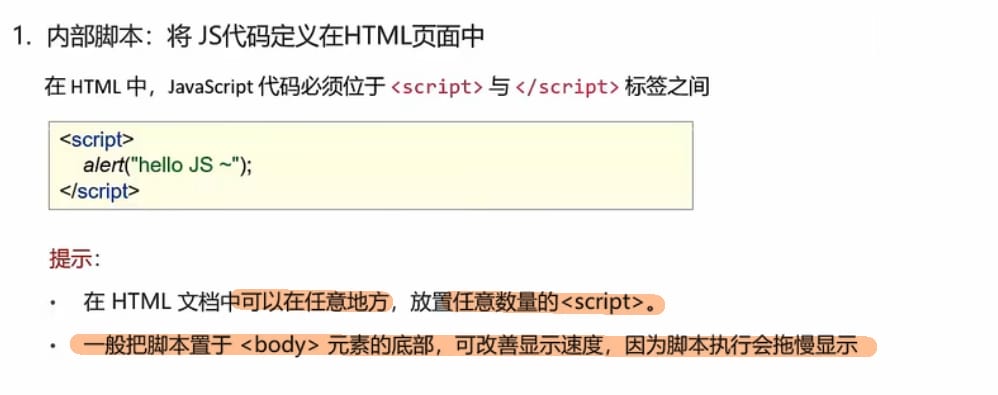 1. 内部脚本：将 JS代码定义在HTML页面中
在 HTML 中，JavaScript 代码必须位于 <script> 与 </script> 标签之间
<script>
alert("hello JS ~");
</script>
提示：
• 在 HTML 文档中可以在任意地方，放置任意数量的<script>。
• 一般把脚本置于 <body> 元素的底部，可改善显示速度，因为脚本执行会拖慢显示